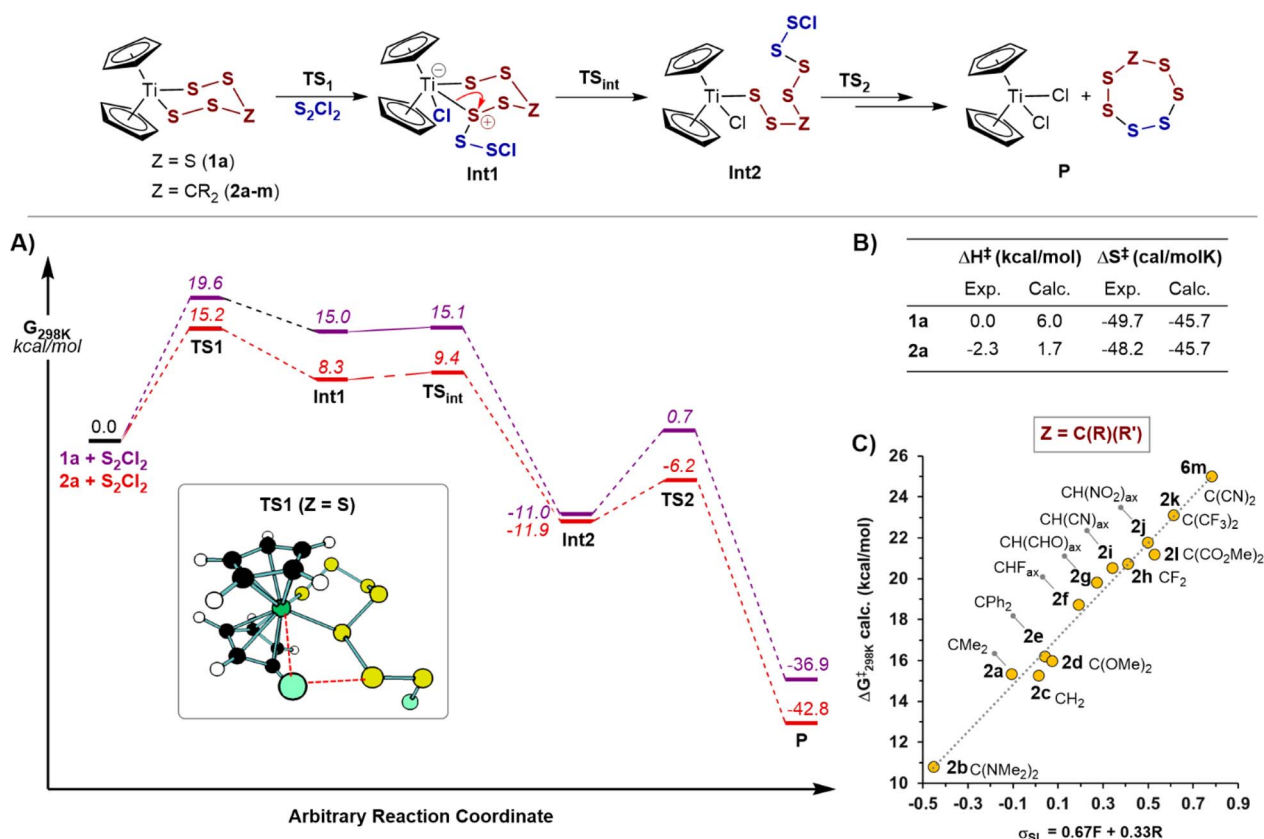 Ti S S S S Z
TS₁
S₂Cl₂
Z = S (1a)
Z = CR₂ (2a-m)
Ti ⊖ Cl S S S S ⊕ Z S SCl
Int1
TS_int
SCl S S S S S Z Ti Cl
Int2
TS₂
Ti Cl Cl
+
Z S S S S S S
P
A)
G₂₉₈K
kcal/mol
0.0
1a + S₂Cl₂
2a + S₂Cl₂
19.6
15.2
TS1
15.0
8.3
Int1
15.1
9.4
TS_int
-11.0
-11.9
Int2
0.7
-6.2
TS2
-36.9
-42.8
P
TS1 (Z = S)
Arbitrary Reaction Coordinate
B)
ΔH‡ (kcal/mol) ΔS‡ (cal/molK)
Exp. Calc. Exp. Calc.
1a 0.0 6.0 -49.7 -45.7
2a -2.3 1.7 -48.2 -45.7
C)
Z = C(R)(R')
ΔG‡₂₉₈K calc. (kcal/mol)
26
24
22
20
18
16
14
12
10
6m
C(CN)₂
2k
C(CF₃)₂
CH(NO₂)ax
2j
2l C(CO₂Me)₂
CH(CN)ax
2i
2h CF₂
CH(CHO)ax
2g
CHFax
2f
CPh₂
2e
2d C(OMe)₂
CMe₂
2a
2c CH₂
2b C(NMe₂)₂
-0.5 -0.3 -0.1 0.1 0.3 0.5 0.7 0.9
σSL = 0.67F + 0.33R